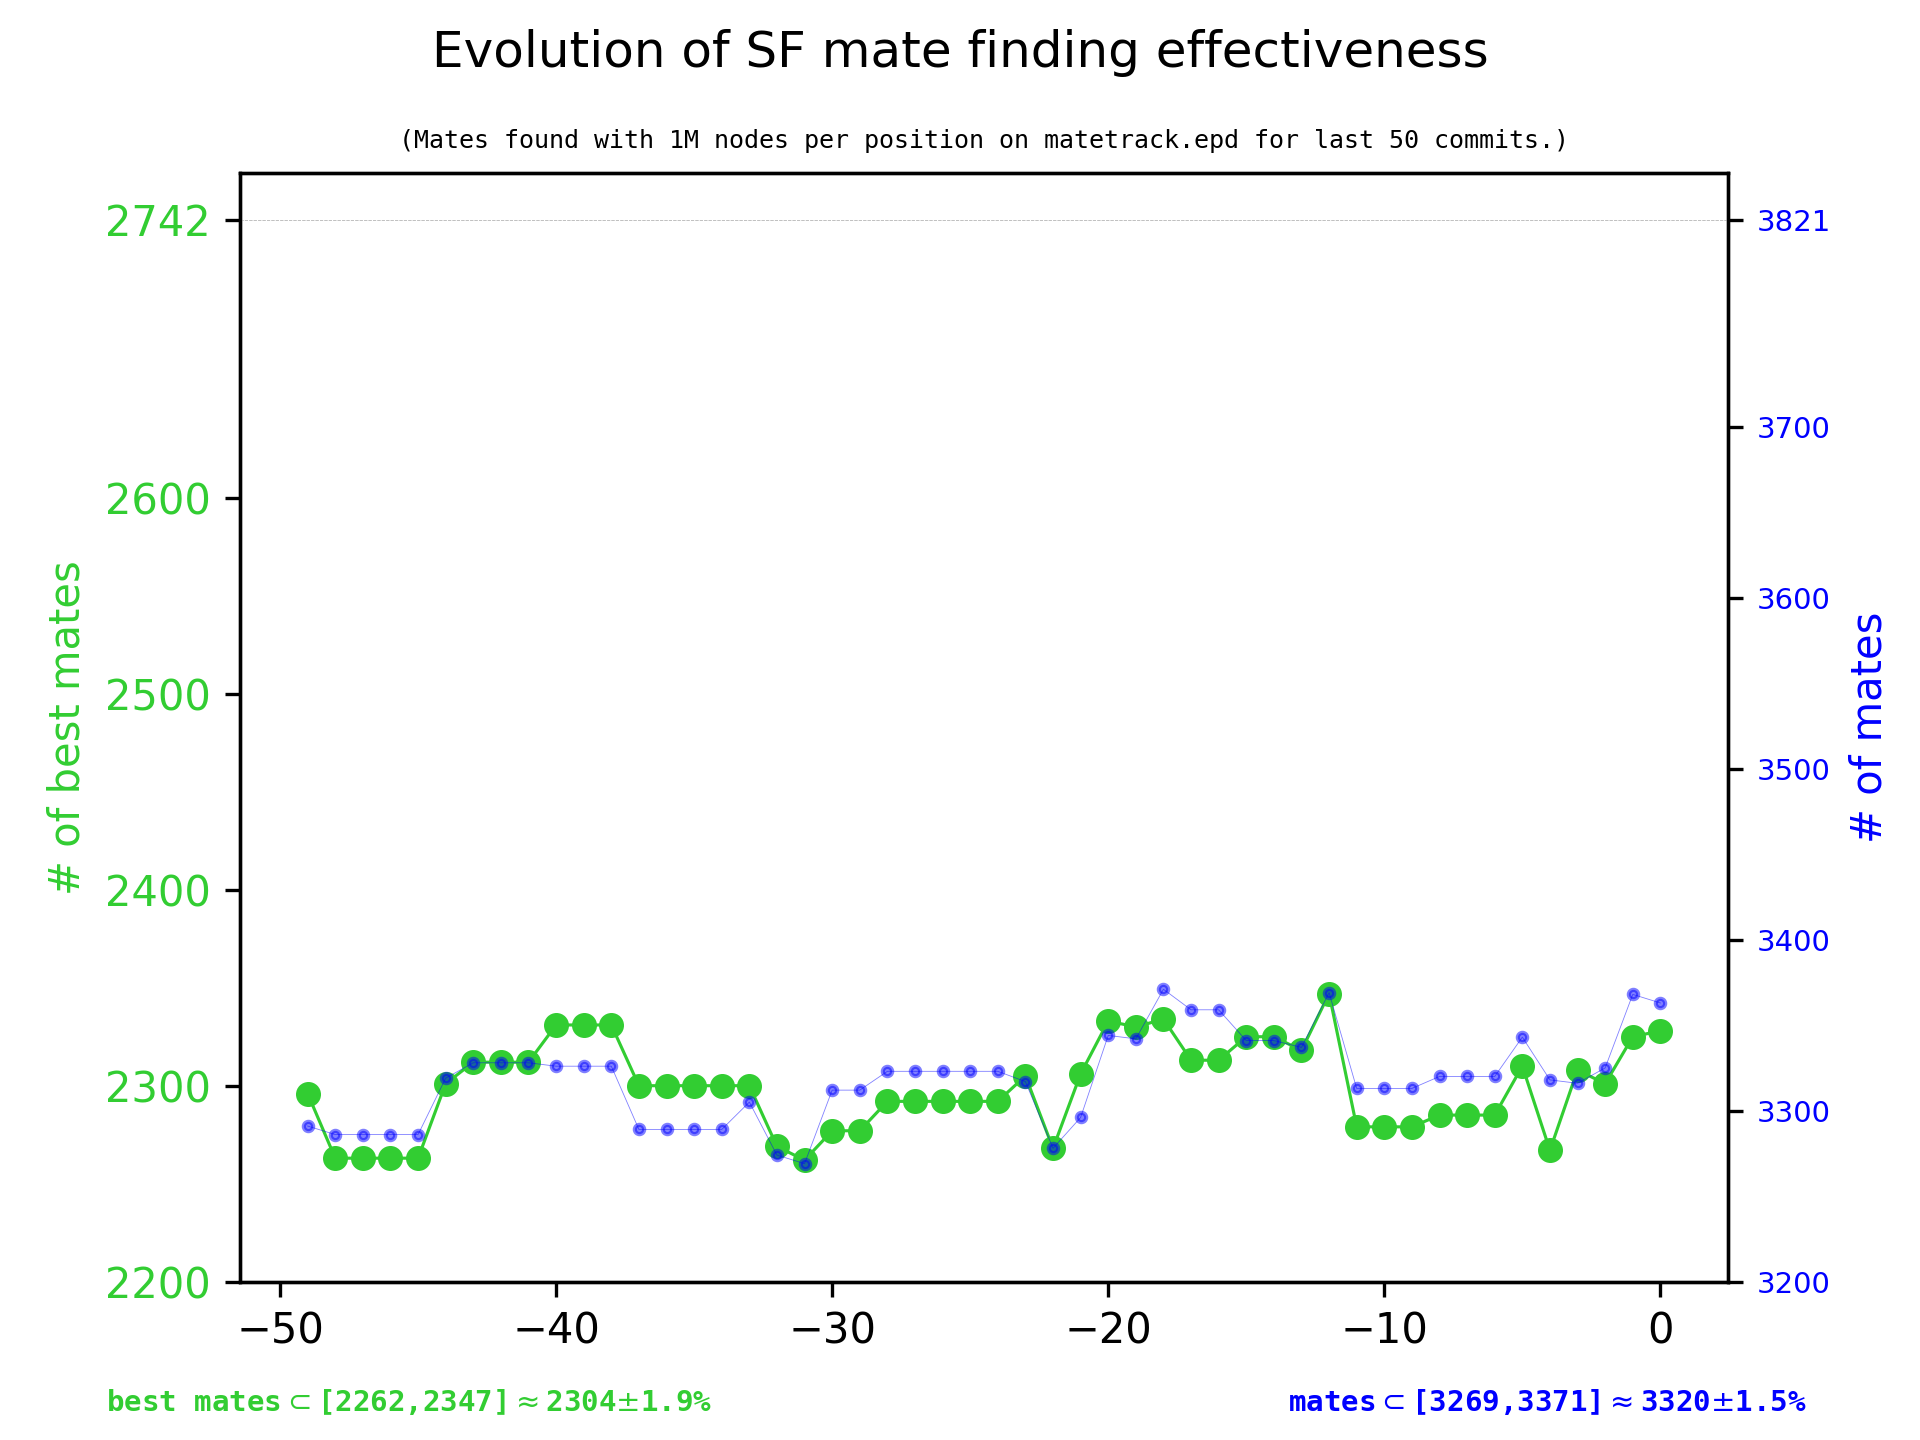 Evolution of SF mate finding effectiveness
(Mates found with 1M nodes per position on matetrack.epd for last 50 commits.)
# of best mates
2742
2600
2500
2400
2300
2200
3821
3700
3600
3500
3400
3300
3200
# of mates
−50 −40 −30 −20 −10 0
best mates⊂[2262,2347]≈2304±1.9%
mates⊂[3269,3371]≈3320±1.5%